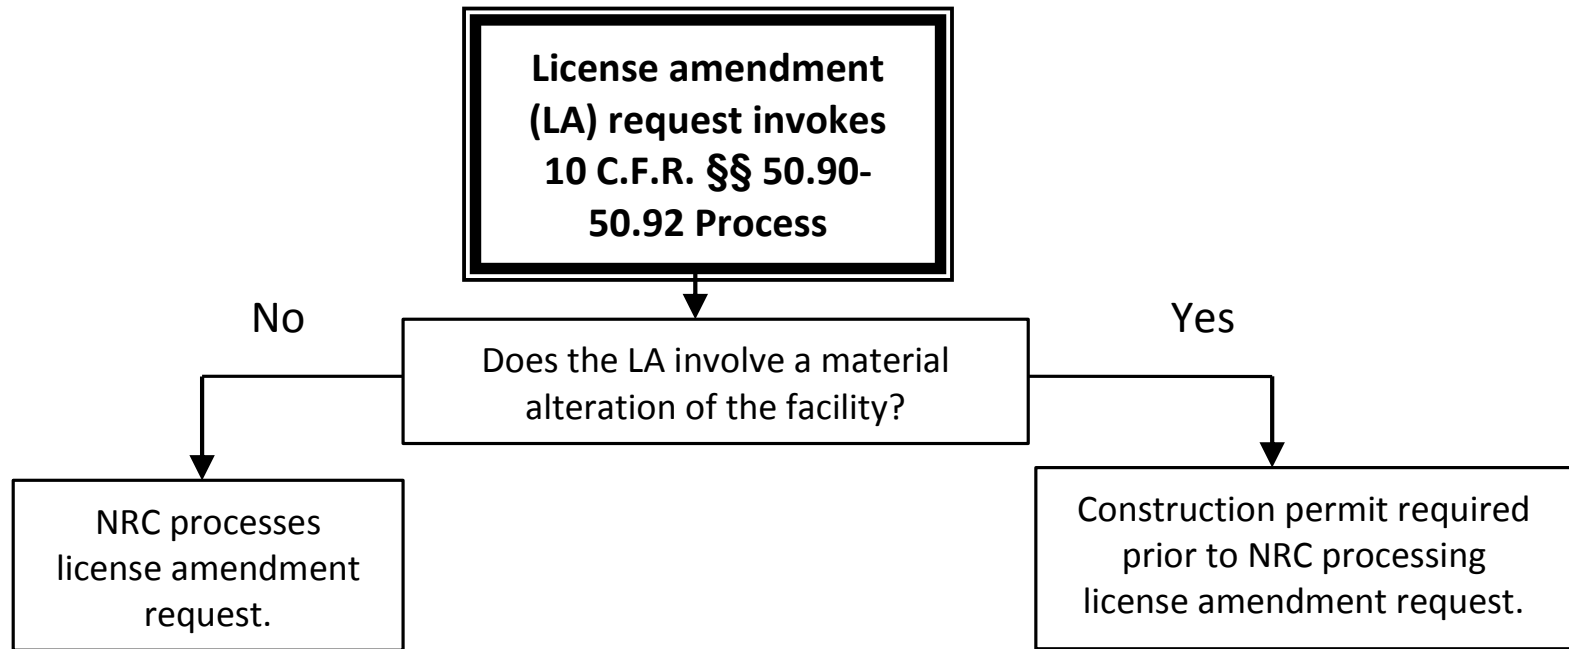 License amendment
(LA) request invokes
10 C.F.R. §§ 50.90-
50.92 Process
No
Yes
Does the LA involve a material
alteration of the facility?
NRC processes
license amendment
request.
Construction permit required
prior to NRC processing
license amendment request.